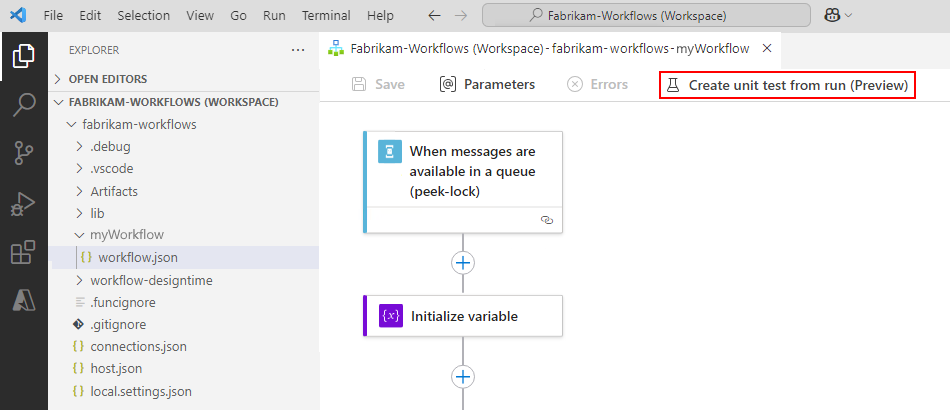 File Edit Selection View Go Run Terminal Help Fabrikam-Workflows (Workspace)
EXPLORER
Fabrikam-Workflows (Workspace) - fabrikam-workflows - myWorkflow
OPEN EDITORS
FABRIKAM-WORKFLOWS (WORKSPACE)
fabrikam-workflows
.debug
.vscode
Artifacts
lib
myWorkflow
{ } workflow.json
workflow-designtime
.funcignore
.gitignore
{ } connections.json
{ } host.json
{ } local.settings.json
Save Parameters Errors Create unit test from run (Preview)
When messages are
available in a queue
(peek-lock)
{x} Initialize variable